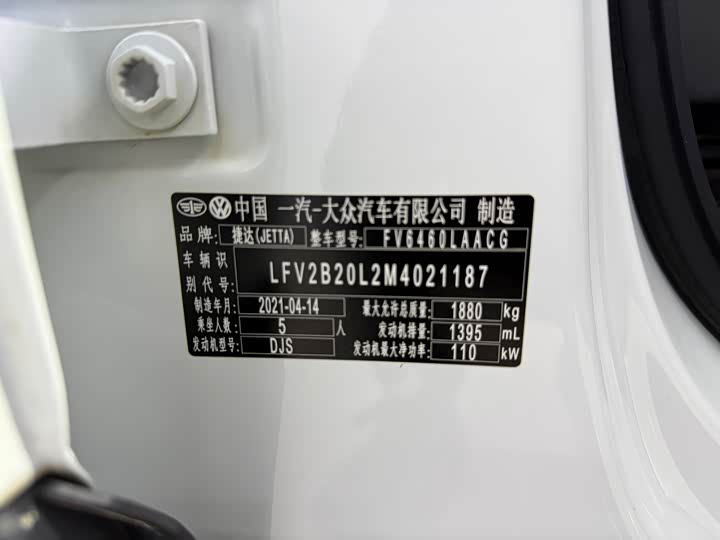 中国 一汽-大众汽车有限公司 制造
品牌: 捷达(JETTA) 整车型号: FV6460LAACG
车辆识别代号: LFV2B20L2M4021187
制造年月: 2021-04-14 最大允许总质量: 1880 kg
乘坐人数: 5 人 发动机排量: 1395 mL
发动机型号: DJS 发动机最大净功率: 110 kW